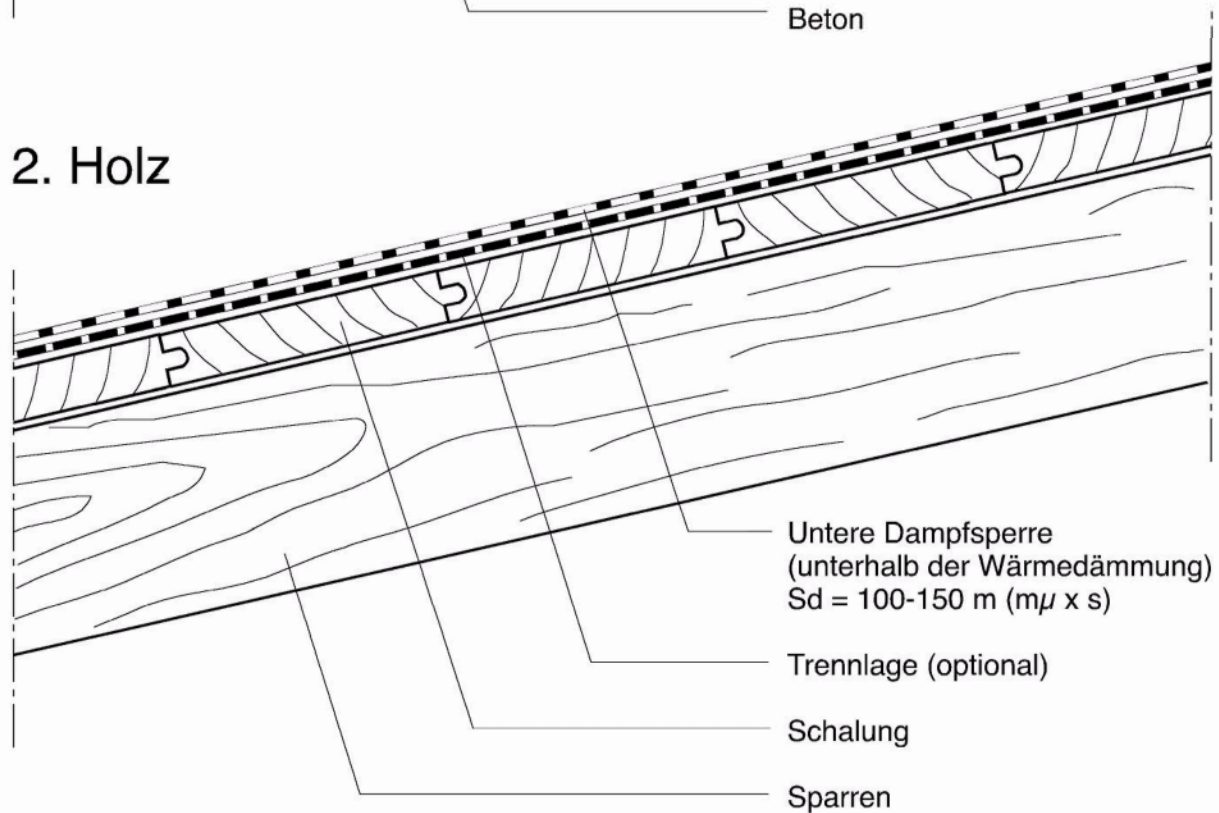 Beton
2. Holz
Untere Dampfsperre
(unterhalb der Wärmedämmung)
Sd = 100-150 m (mµ x s)
Trennlage (optional)
Schalung
Sparren